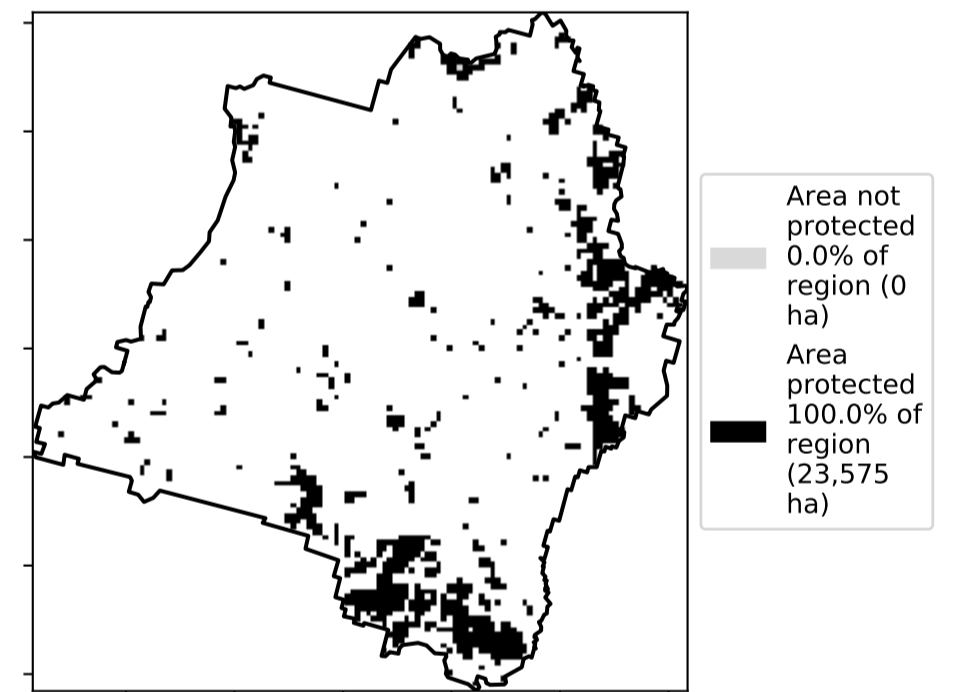 Area not
protected
0.0% of
region (0
ha)
Area
protected
100.0% of
region
(23,575
ha)